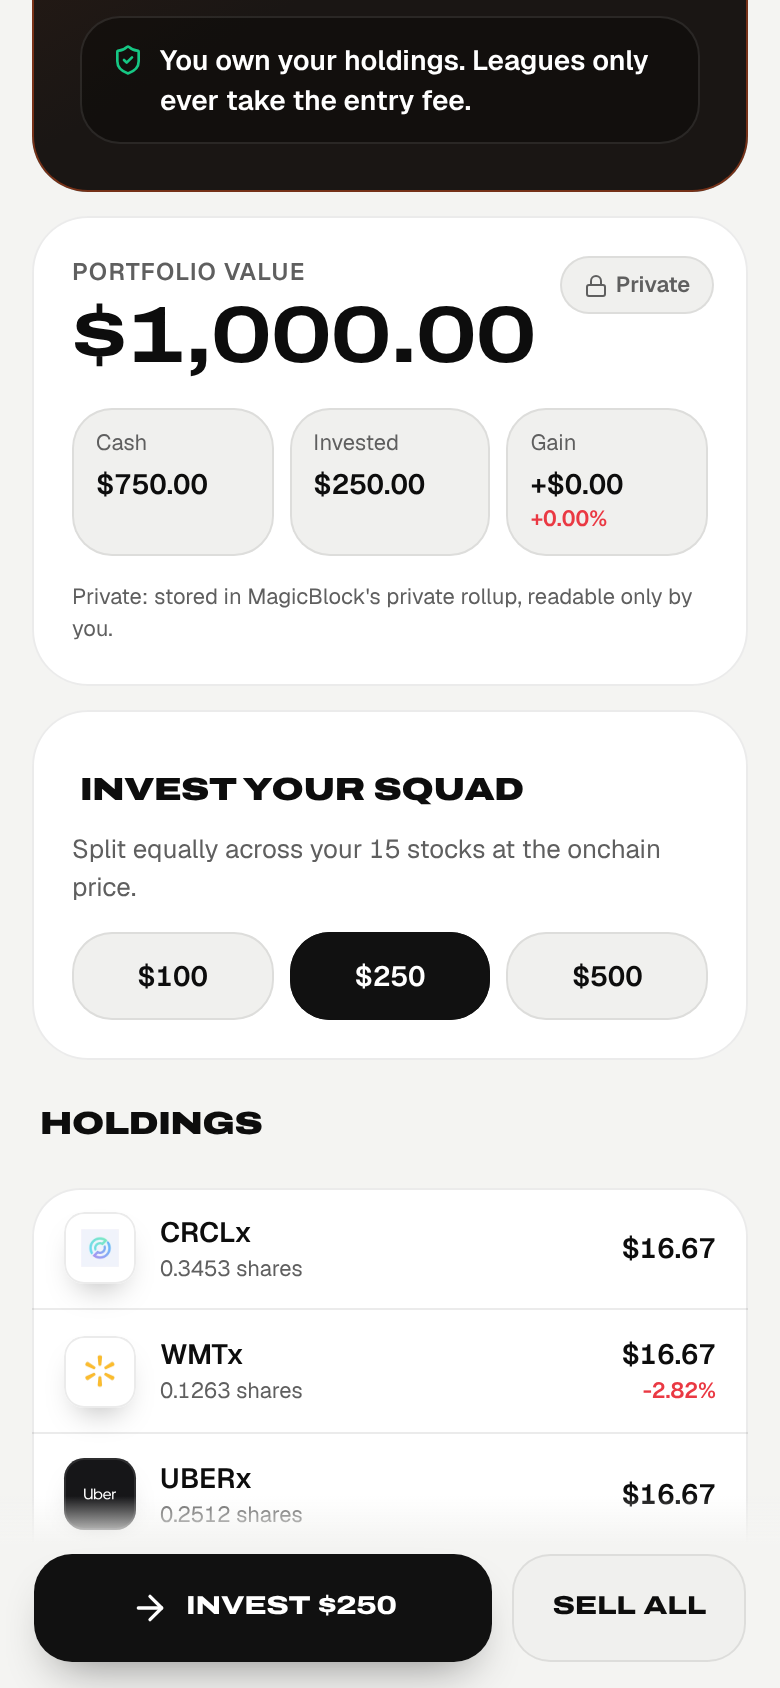 You own your holdings. Leagues only
ever take the entry fee.
PORTFOLIO VALUE
Private
$1,000.00
Cash
$750.00
Invested
$250.00
Gain
+$0.00
+0.00%
Private: stored in MagicBlock's private rollup, readable only by
you.
INVEST YOUR SQUAD
Split equally across your 15 stocks at the onchain
price.
$100
$250
$500
HOLDINGS
CRCLx
0.3453 shares
$16.67
WMTx
0.1263 shares
$16.67
-2.82%
Uber
UBERx
0.2512 shares
$16.67
INVEST $250
SELL ALL